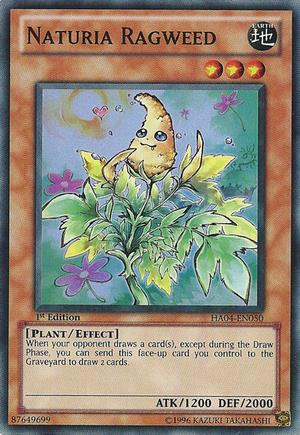 NATURIA RAGWEED
EARTH
地
1st Edition
HA04-EN050
[PLANT/EFFECT]
When your opponent draws a card(s), except during the Draw
Phase, you can send this face-up card you control to the
Graveyard to draw 2 cards.
ATK/1200 DEF/2000
87649699
©1996 KAZUKI TAKAHASHI